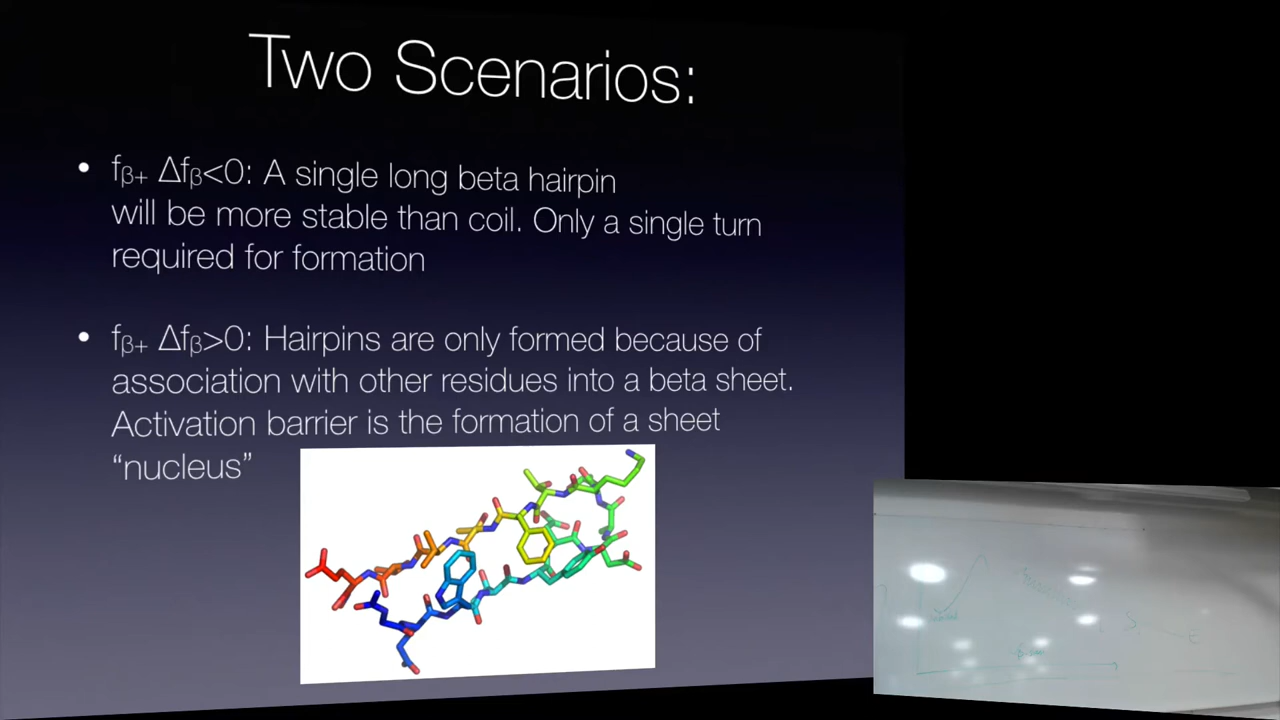 Two Scenarios:
• fβ+ Δfβ<0: A single long beta hairpin
will be more stable than coil. Only a single turn
required for formation
• fβ+ Δfβ>0: Hairpins are only formed because of
association with other residues into a beta sheet.
Activation barrier is the formation of a sheet
“nucleus”